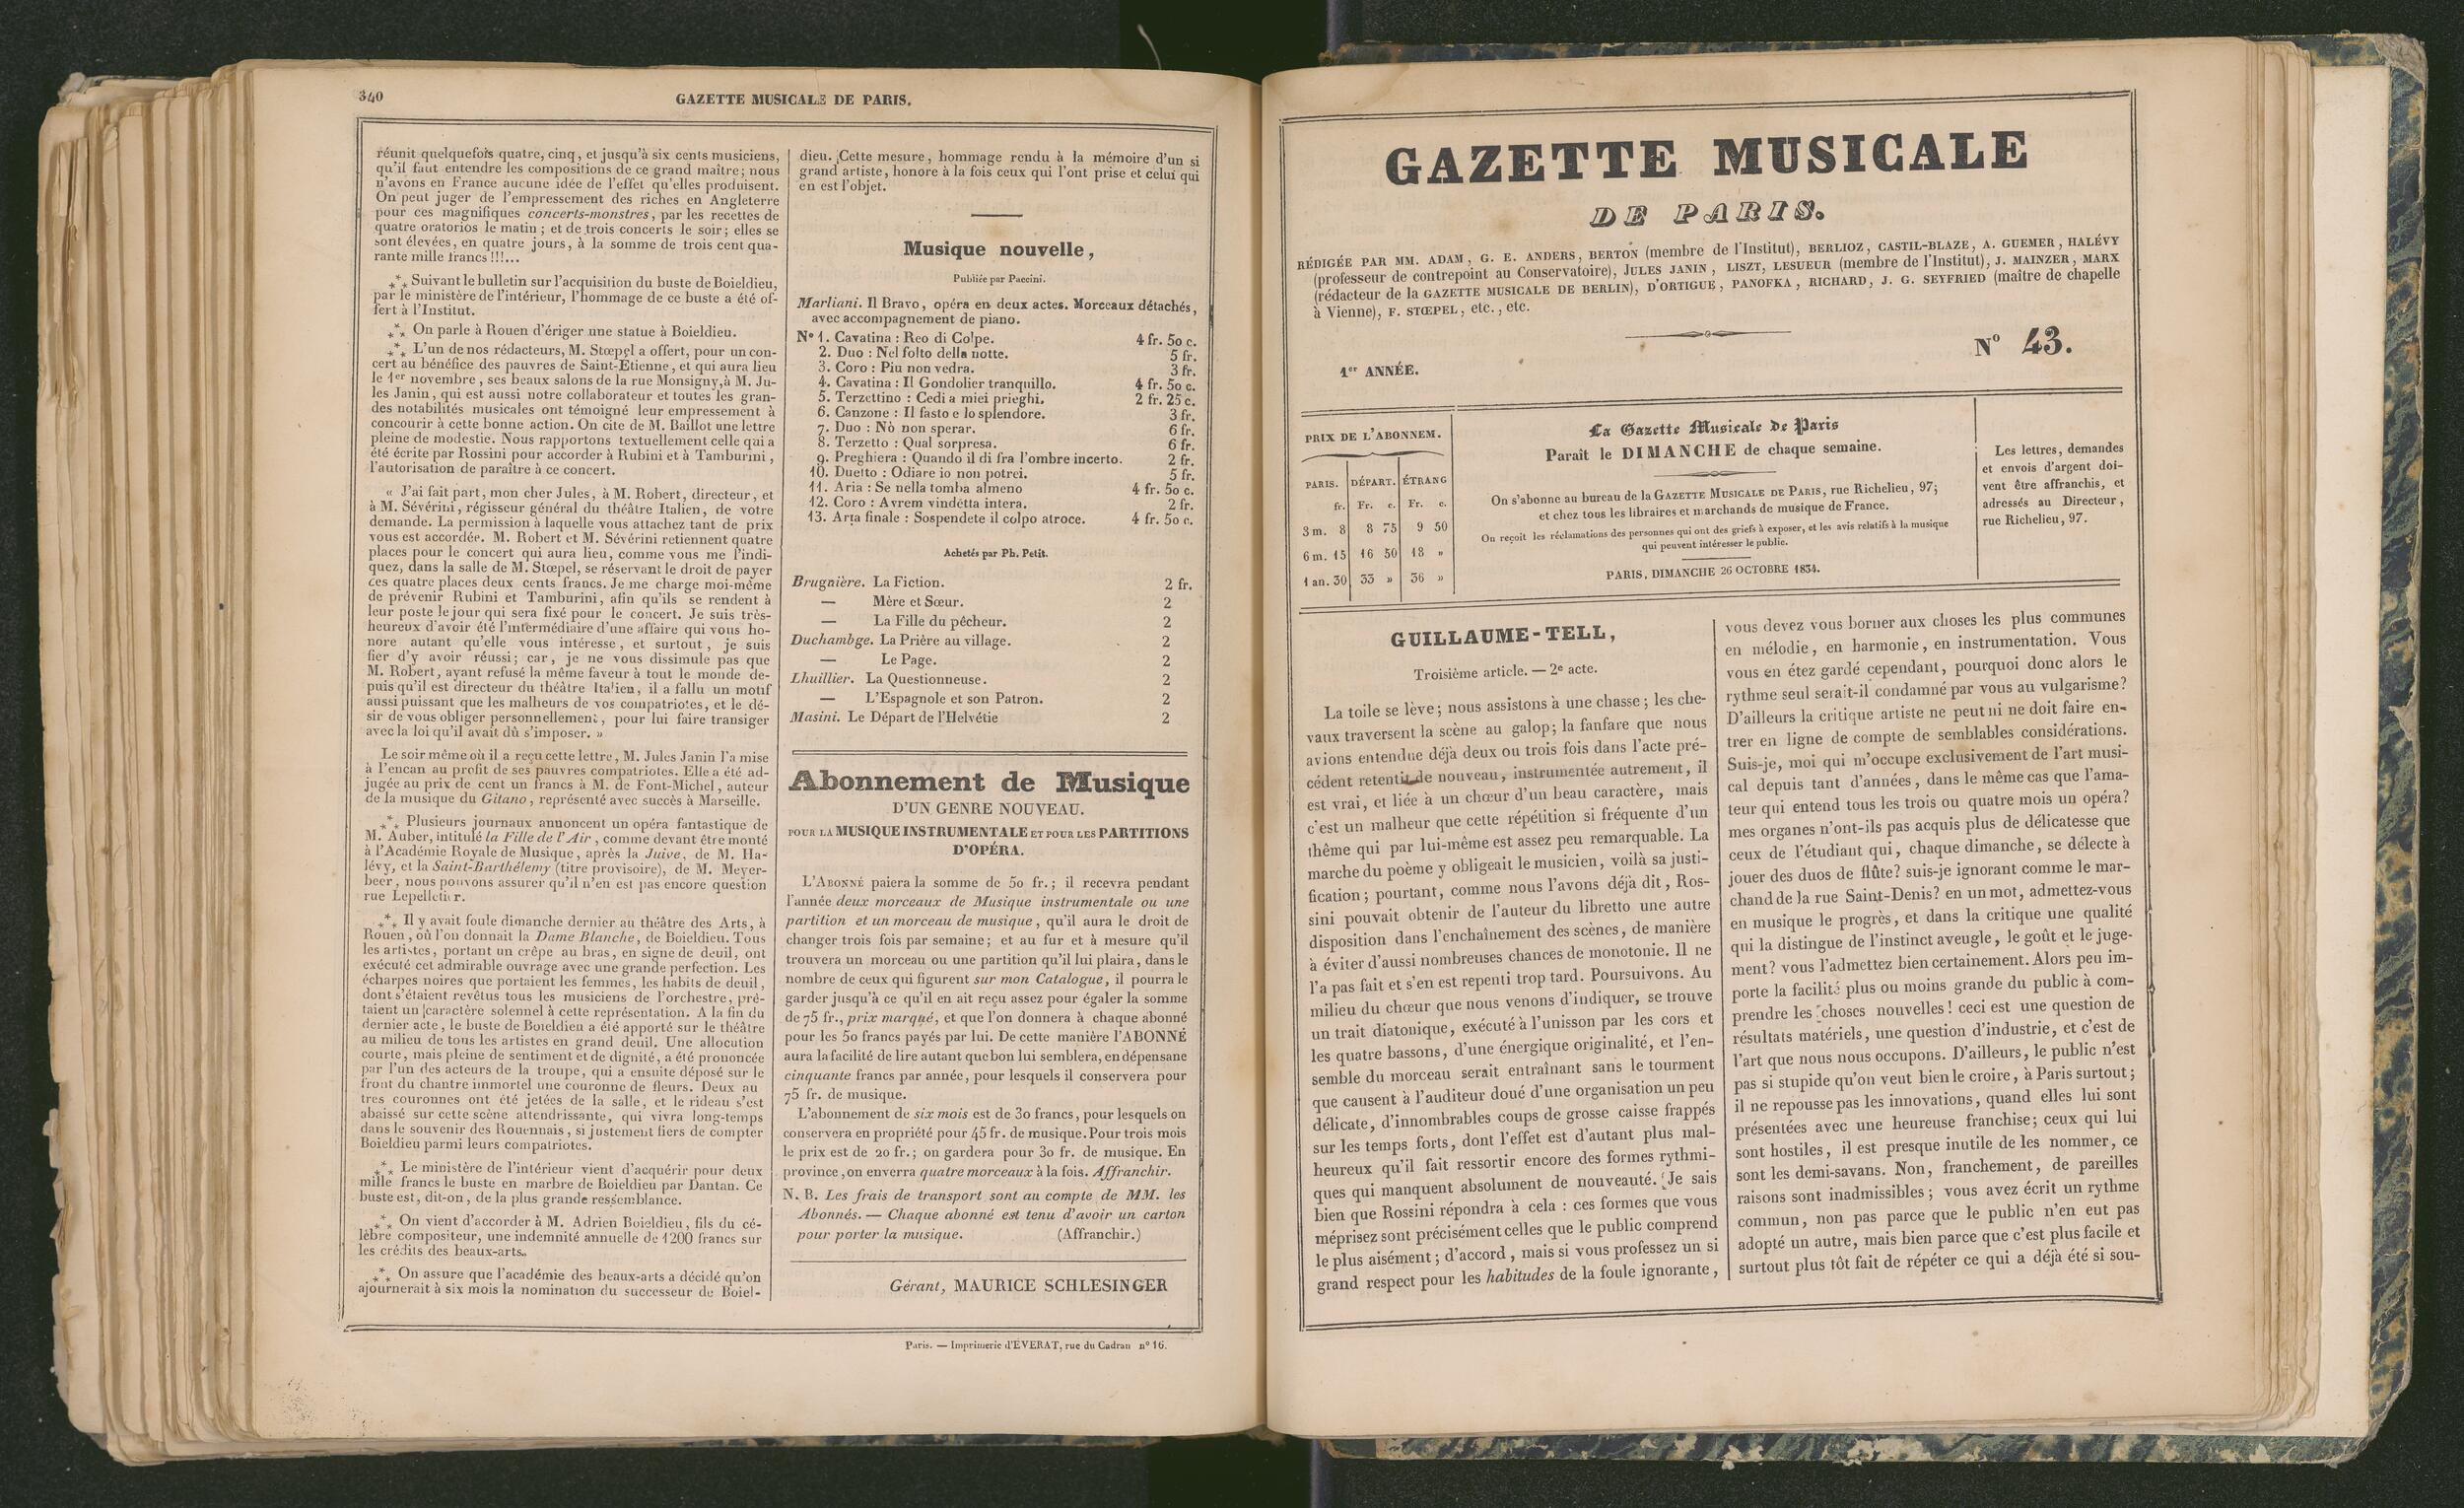 340
GAZETTE MUSICALE DE PARIS.
réunit quelquefois quatre, cinq, et jusqu'à six cents musiciens,
qu'il faut entendre les compositions de ce grand maître; nous
n'avons en France aucune idée de l'effet qu'elles produisent.
On peut juger de l'empressement des riches en Angleterre
pour ces magnifiques concerts-monstres, par les recettes de
quatre oratorios le matin; et de trois concerts le soir; elles se
sont élevées, en quatre jours, à la somme de trois cent qua-
rante mille francs !!!...
*** Suivant le bulletin sur l'acquisition du buste de Boieldieu,
par le ministère de l'intérieur, l'hommage de ce buste a été of-
fert à l'Institut.
*** On parle à Rouen d'ériger une statue à Boieldieu.
*** L'un de nos rédacteurs, M. Stœpel a offert, pour un con-
cert au bénéfice des pauvres de Saint-Étienne, et qui aura lieu
le 1er novembre, ses beaux salons de la rue Monsigny, à M. Ju-
les Janin, qui est aussi notre collaborateur et toutes les gran-
des notabilités musicales ont témoigné leur empressement à
concourir à cette bonne action. On cite de M. Baillot une lettre
pleine de modestie. Nous rapportons textuellement celle qui a
été écrite par Rossini pour accorder à Rubini et à Tamburini,
l'autorisation de paraître à ce concert.
« J'ai fait part, mon cher Jules, à M. Robert, directeur, et
à M. Sévérini, régisseur général du théâtre Italien, de votre
demande. La permission à laquelle vous attachez tant de prix
vous est accordée. M. Robert et M. Sévérini retiennent quatre
places pour le concert qui aura lieu, comme vous me l'indi-
quez, dans la salle de M. Stœpel, se réservant le droit de payer
ces quatre places deux cents francs. Je me charge moi-même
de prévenir Rubini et Tamburini, afin qu'ils se rendent à
leur poste le jour qui sera fixé pour le concert. Je suis très-
heureux d'avoir été l'intermédiaire d'une affaire qui vous ho-
nore autant qu'elle vous intéresse, et surtout, je suis
fier d'y avoir réussi; car, je ne vous dissimule pas que
M. Robert, ayant refusé la même faveur à tout le monde de-
puis qu'il est directeur du théâtre Italien, il a fallu un motif
aussi puissant que les malheurs de vos compatriotes, et le dé-
sir de vous obliger personnellement, pour lui faire transiger
avec la loi qu'il avait dû s'imposer. »
Le soir même où il a reçu cette lettre, M. Jules Janin l'a mise
à l'encan au profit de ses pauvres compatriotes. Elle a été ad-
jugée au prix de cent un francs à M. de Font-Michel, auteur
de la musique du Gitano, représenté avec succès à Marseille.
*** Plusieurs journaux annoncent un opéra fantastique de
M. Auber, intitulé la Fille de l'Air, comme devant être monté
à l'Académie Royale de Musique, après la Juive, de M. Ha-
lévy, et la Saint-Barthélemy (titre provisoire), de M. Meyer-
beer, nous pouvons assurer qu'il n'en est pas encore question
rue Lepelletier.
*** Il y avait foule dimanche dernier au théâtre des Arts, à
Rouen, où l'on donnait la Dame Blanche, de Boieldieu. Tous
les artistes, portant un crêpe au bras, en signe de deuil, ont
exécuté cet admirable ouvrage avec une grande perfection. Les
écharpes noires que portaient les femmes, les habits de deuil,
dont s'étaient revêtus tous les musiciens de l'orchestre, prê-
taient un caractère solennel à cette représentation. A la fin du
dernier acte, le buste de Boieldieu a été apporté sur le théâtre
au milieu de tous les artistes en grand deuil. Une allocution
courte, mais pleine de sentiment et de dignité, a été prononcée
par l'un des acteurs de la troupe, qui a ensuite déposé sur le
front du chantre immortel une couronne de fleurs. Deux au
tres couronnes ont été jetées de la salle, et le rideau s'est
abaissé sur cette scène attendrissante, qui vivra long-temps
dans le souvenir des Rouennais, si justement fiers de compter
Boieldieu parmi leurs compatriotes.
*** Le ministère de l'intérieur vient d'acquérir pour deux
mille francs le buste en marbre de Boieldieu par Dantan. Ce
buste est, dit-on, de la plus grande ressemblance.
*** On vient d'accorder à M. Adrien Boieldieu, fils du cé-
lèbre compositeur, une indemnité annuelle de 1200 francs sur
les crédits des beaux-arts.
*** On assure que l'académie des beaux-arts a décidé qu'on
ajournerait à six mois la nomination du successeur de Boiel-
dieu. Cette mesure, hommage rendu à la mémoire d'un si
grand artiste, honore à la fois ceux qui l'ont prise et celui qui
en est l'objet.
Musique nouvelle,
Publiée par Paccini.
Marliani. Il Bravo, opéra en deux actes. Morceaux détachés,
avec accompagnement de piano.
No 1. Cavatina : Reo di Colpe. 4 fr. 50 c.
2. Duo : Nel folto della notte. 5 fr.
3. Coro : Piu non vedra. 3 fr.
4. Cavatina : Il Gondolier tranquillo. 4 fr. 50 c.
5. Terzettino : Cedi a miei prieghi. 2 fr. 25 c.
6. Canzone : Il fasto e lo splendore. 3 fr.
7. Duo : Nò non sperar. 6 fr.
8. Terzetto : Qual sorpresa. 6 fr.
9. Preghiera : Quando il di fra l'ombre incerto. 2 fr.
10. Duetto : Odiare io non potrei. 5 fr.
11. Aria : Se nella tomba almeno 4 fr. 50 c.
12. Coro : Avrem vindetta intera. 2 fr.
13. Aria finale : Sospendete il colpo atroce. 4 fr. 50 c.
Achetés par Ph. Petit.
Brugnière. La Fiction. 2 fr.
— Mère et Sœur. 2
— La Fille du pêcheur. 2
Duchambge. La Prière au village. 2
— Le Page. 2
Lhuillier. La Questionneuse. 2
— L'Espagnole et son Patron. 2
Masini. Le Départ de l'Helvétie 2
Abonnement de Musique
D'UN GENRE NOUVEAU.
POUR LA MUSIQUE INSTRUMENTALE ET POUR LES PARTITIONS
D'OPÉRA.
L'ABONNÉ paiera la somme de 50 fr.; il recevra pendant
l'année deux morceaux de Musique instrumentale ou une
partition et un morceau de musique, qu'il aura le droit de
changer trois fois par semaine; et au fur et à mesure qu'il
trouvera un morceau ou une partition qu'il lui plaira, dans le
nombre de ceux qui figurent sur mon Catalogue, il pourra le
garder jusqu'à ce qu'il en ait reçu assez pour égaler la somme
de 75 fr., prix marqué, et que l'on donnera à chaque abonné
pour les 50 francs payés par lui. De cette manière l'ABONNÉ
aura la facilité de lire autant que bon lui semblera, en dépensane
cinquante francs par année, pour lesquels il conservera pour
75 fr. de musique.
L'abonnement de six mois est de 30 francs, pour lesquels on
conservera en propriété pour 45 fr. de musique. Pour trois mois
le prix est de 20 fr.; on gardera pour 30 fr. de musique. En
province, on enverra quatre morceaux à la fois. Affranchir.
N. B. Les frais de transport sont au compte de MM. les
Abonnés. — Chaque abonné est tenu d'avoir un carton
pour porter la musique. (Affranchir.)
Gérant, MAURICE SCHLESINGER
Paris. — Imprimerie d'ÉVERAT, rue du Cadran n° 16.
GAZETTE MUSICALE
DE PARIS.
RÉDIGÉE PAR MM. ADAM, G. E. ANDERS, BERTON (membre de l'Institut), BERLIOZ, CASTIL-BLAZE, A. GUEMER, HALÉVY
(professeur de contrepoint au Conservatoire), JULES JANIN, LISZT, LESUEUR (membre de l'Institut), J. MAINZER, MARX
(rédacteur de la GAZETTE MUSICALE DE BERLIN), D'ORTIGUE, PANOFKA, RICHARD, J. G. SEYFRIED (maître de chapelle
à Vienne), F. STŒPEL, etc., etc.
1er ANNÉE.
N° 43.
PRIX DE L'ABONNEM.
PARIS. DÉPART. ÉTRANG
fr. Fr. c. Fr. c.
3 m. 8 8 75 9 50
6 m. 15 16 50 18 »
1 an. 30 33 » 36 »
La Gazette Musicale de Paris
Paraît le DIMANCHE de chaque semaine.
On s'abonne au bureau de la GAZETTE MUSICALE DE PARIS, rue Richelieu, 97;
et chez tous les libraires et marchands de musique de France.
On reçoit les réclamations des personnes qui ont des griefs à exposer, et les avis relatifs à la musique
qui peuvent intéresser le public.
PARIS, DIMANCHE 26 OCTOBRE 1834.
Les lettres, demandes
et envois d'argent doi-
vent être affranchis, et
adressés au Directeur,
rue Richelieu, 97.
GUILLAUME-TELL,
Troisième article. — 2e acte.
La toile se lève; nous assistons à une chasse; les che-
vaux traversent la scène au galop; la fanfare que nous
avions entendue déjà deux ou trois fois dans l'acte pré-
cédent retentit de nouveau, instrumentée autrement, il
est vrai, et liée à un chœur d'un beau caractère, mais
c'est un malheur que cette répétition si fréquente d'un
thême qui par lui-même est assez peu remarquable. La
marche du poème y obligeait le musicien, voilà sa justi-
fication; pourtant, comme nous l'avons déjà dit, Ros-
sini pouvait obtenir de l'auteur du libretto une autre
disposition dans l'enchaînement des scènes, de manière
à éviter d'aussi nombreuses chances de monotonie. Il ne
l'a pas fait et s'en est repenti trop tard. Poursuivons. Au
milieu du chœur que nous venons d'indiquer, se trouve
un trait diatonique, exécuté à l'unisson par les cors et
les quatre bassons, d'une énergique originalité, et l'en-
semble du morceau serait entraînant sans le tourment
que causent à l'auditeur doué d'une organisation un peu
délicate, d'innombrables coups de grosse caisse frappés
sur les temps forts, dont l'effet est d'autant plus mal-
heureux qu'il fait ressortir encore des formes rythmi-
ques qui manquent absolument de nouveauté. Je sais
bien que Rossini répondra à cela : ces formes que vous
méprisez sont précisément celles que le public comprend
le plus aisément; d'accord, mais si vous professez un si
grand respect pour les habitudes de la foule ignorante,
vous devez vous borner aux choses les plus communes
en mélodie, en harmonie, en instrumentation. Vous
vous en étez gardé cependant, pourquoi donc alors le
rythme seul serait-il condamné par vous au vulgarisme?
D'ailleurs la critique artiste ne peut ni ne doit faire en-
trer en ligne de compte de semblables considérations.
Suis-je, moi qui m'occupe exclusivement de l'art musi-
cal depuis tant d'années, dans le même cas que l'ama-
teur qui entend tous les trois ou quatre mois un opéra?
mes organes n'ont-ils pas acquis plus de délicatesse que
ceux de l'étudiant qui, chaque dimanche, se délecte à
jouer des duos de flûte? suis-je ignorant comme le mar-
chand de la rue Saint-Denis? en un mot, admettez-vous
en musique le progrès, et dans la critique une qualité
qui la distingue de l'instinct aveugle, le goût et le juge-
ment? vous l'admettez bien certainement. Alors peu im-
porte la facilité plus ou moins grande du public à com-
prendre les choses nouvelles! ceci est une question de
résultats matériels, une question d'industrie, et c'est de
l'art que nous nous occupons. D'ailleurs, le public n'est
pas si stupide qu'on veut bien le croire, à Paris surtout;
il ne repousse pas les innovations, quand elles lui sont
présentées avec une heureuse franchise; ceux qui lui
sont hostiles, il est presque inutile de les nommer, ce
sont les demi-savans. Non, franchement, de pareilles
raisons sont inadmissibles; vous avez écrit un rythme
commun, non pas parce que le public n'en eut pas
adopté un autre, mais bien parce que c'est plus facile et
surtout plus tôt fait de répéter ce qui a déjà été si sou-